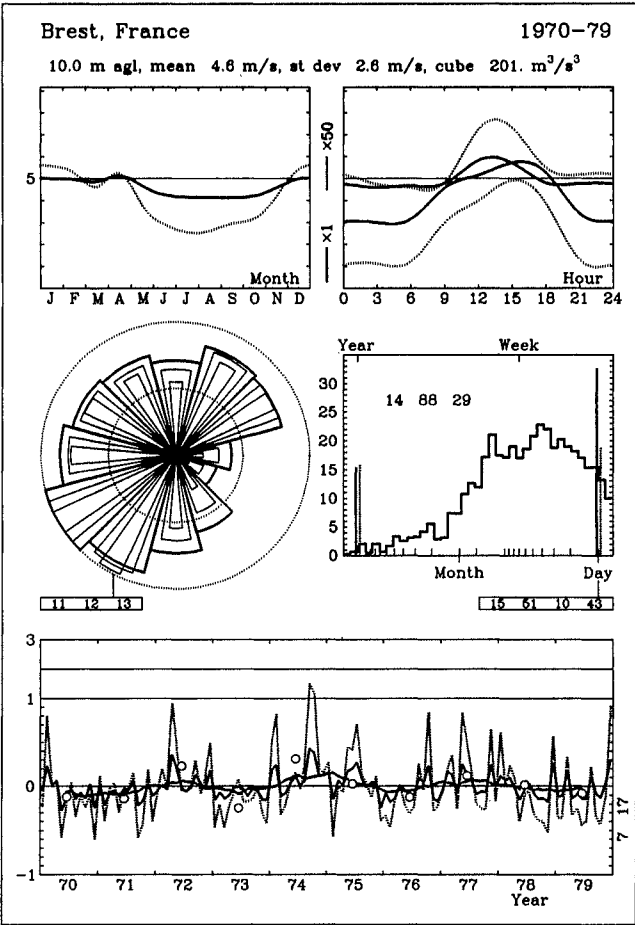 Brest, France 1970-79
10.0 m agl, mean 4.6 m/s, st dev 2.6 m/s, cube 201. m³/s³
5
×1 ×50
Month
Hour
J F M A M J J A S O N D
0 3 6 9 12 15 18 21 24
Year Week
35
30
25
20
15
10
5
0
14 88 29
Month Day
11 12 13
15 51 10 43
3
1
0
-1
7 17
70 71 72 73 74 75 76 77 78 79
Year